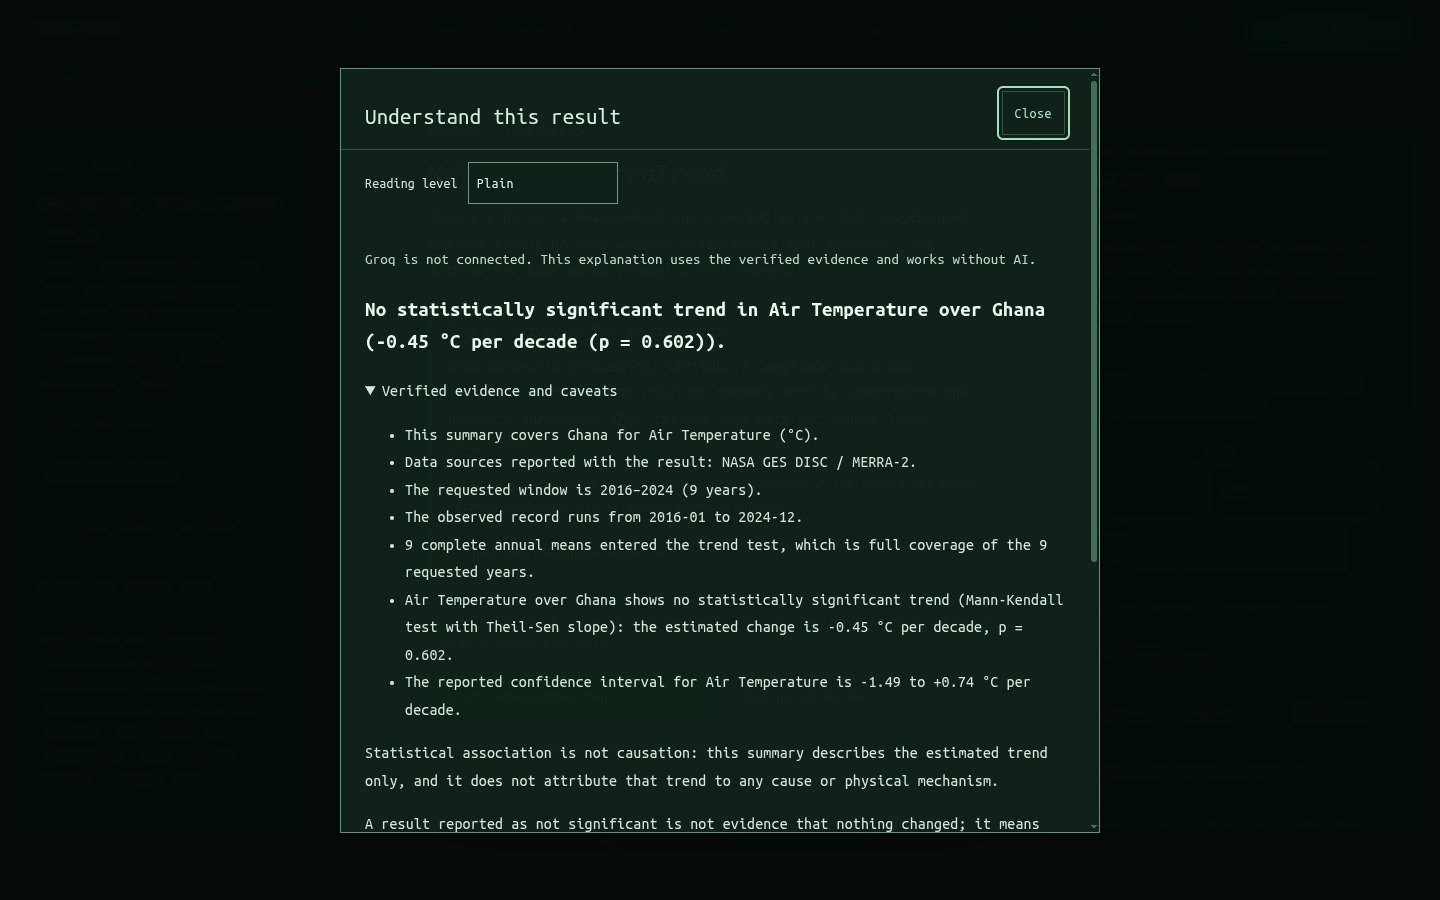 Understand this result
Close
Reading level
Plain
Groq is not connected. This explanation uses the verified evidence and works without AI.
No statistically significant trend in Air Temperature over Ghana
(-0.45 °C per decade (p = 0.602)).
▼ Verified evidence and caveats
• This summary covers Ghana for Air Temperature (°C).
• Data sources reported with the result: NASA GES DISC / MERRA-2.
• The requested window is 2016–2024 (9 years).
• The observed record runs from 2016-01 to 2024-12.
• 9 complete annual means entered the trend test, which is full coverage of the 9
requested years.
• Air Temperature over Ghana shows no statistically significant trend (Mann-Kendall
test with Theil-Sen slope): the estimated change is -0.45 °C per decade, p =
0.602.
• The reported confidence interval for Air Temperature is -1.49 to +0.74 °C per
decade.
Statistical association is not causation: this summary describes the estimated trend
only, and it does not attribute that trend to any cause or physical mechanism.
A result reported as not significant is not evidence that nothing changed; it means